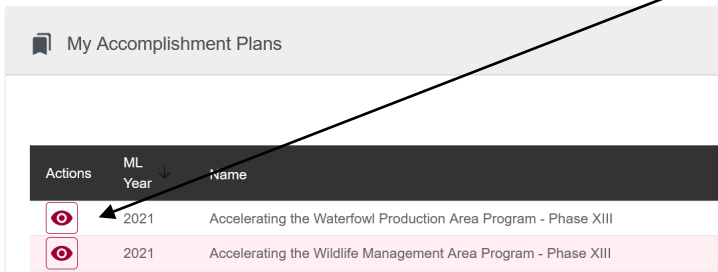 My Accomplishment Plans
Actions ML Year Name
2021 Accelerating the Waterfowl Production Area Program - Phase XIII
2021 Accelerating the Wildlife Management Area Program - Phase XIII